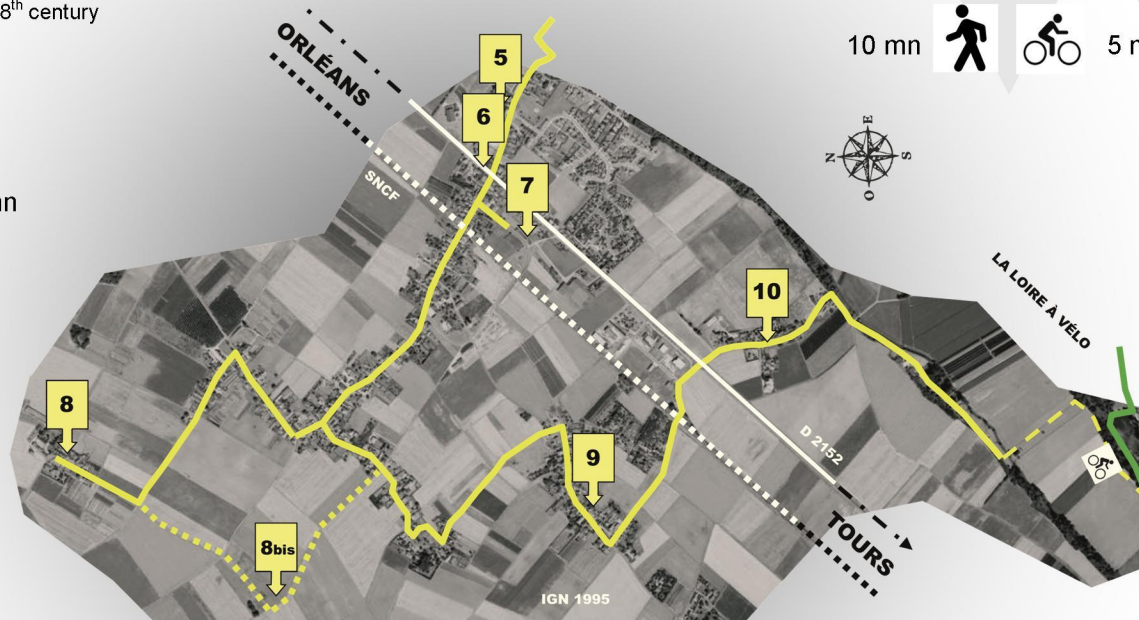 8th century
10 mn
5
ORLÉANS
5
6
7
SNCF
E
N
S
O
LA LOIRE À VÉLO
10
8
9
D 2152
8bis
TOURS
IGN 1995